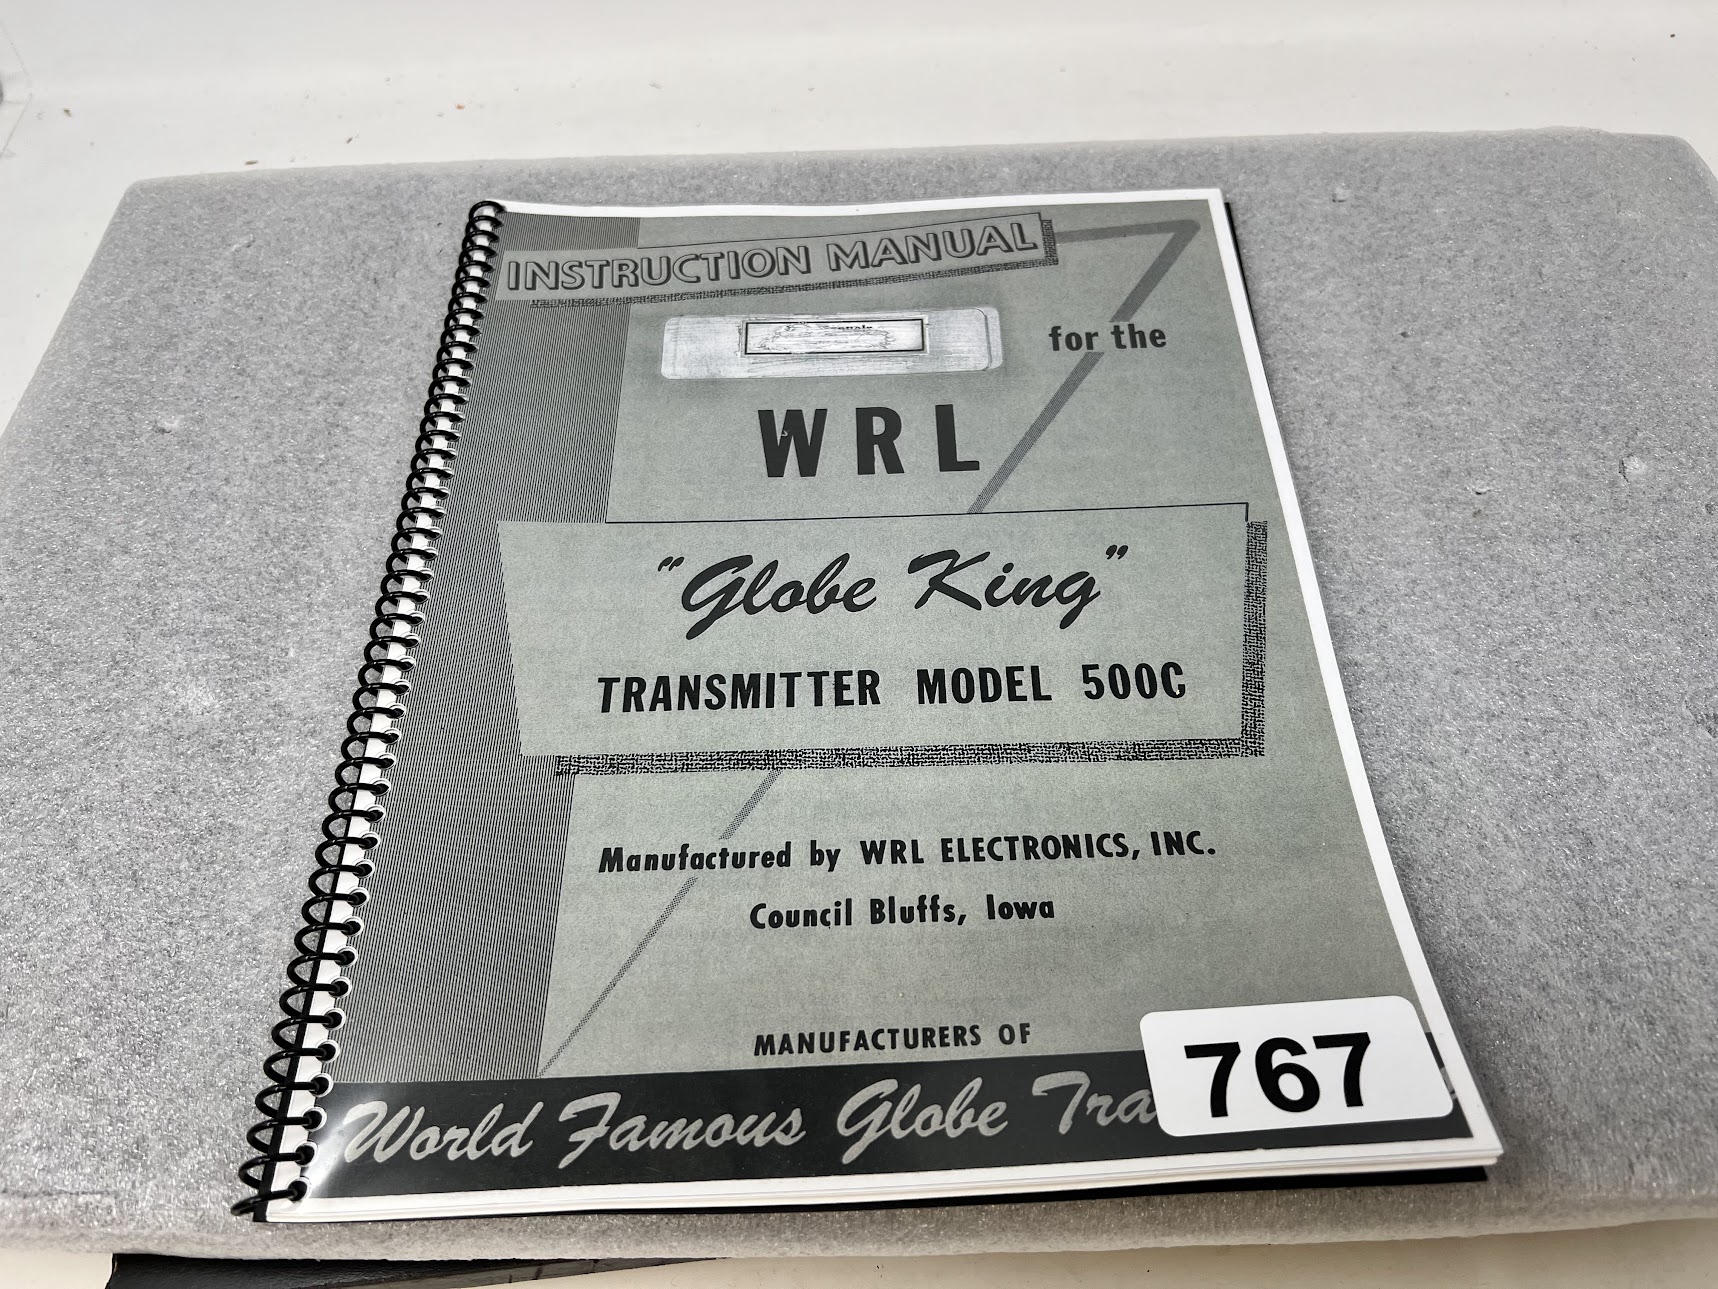 INSTRUCTION MANUAL
for the
WRL
"Globe King"
TRANSMITTER MODEL 500C
Manufactured by WRL ELECTRONICS, INC.
Council Bluffs, Iowa
MANUFACTURERS OF
World Famous Globe Tra
767